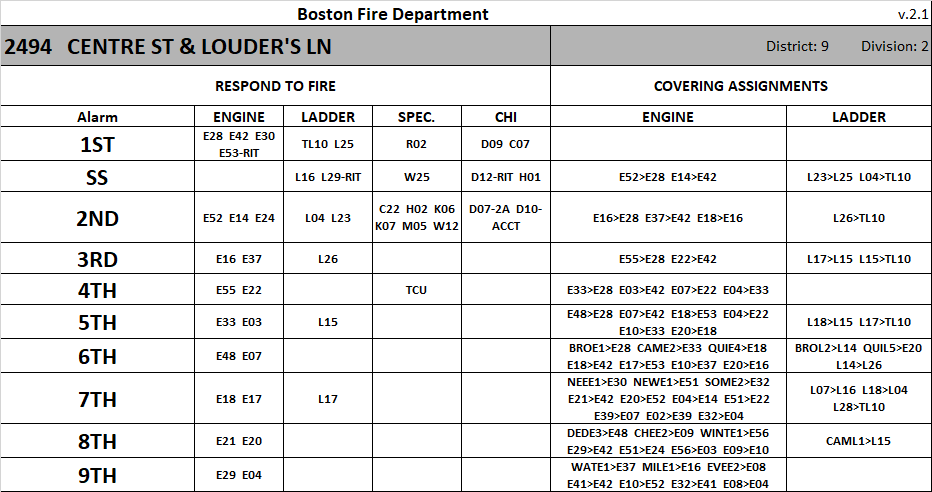 Boston Fire Department v.2.1
2494 CENTRE ST & LOUDER'S LN District: 9 Division: 2
RESPOND TO FIRE COVERING ASSIGNMENTS
Alarm ENGINE LADDER SPEC. CHI ENGINE LADDER
1ST E28 E42 E30 E53-RIT TL10 L25 R02 D09 C07
SS L16 L29-RIT W25 D12-RIT H01 E52>E28 E14>E42 L23>L25 L04>TL10
2ND E52 E14 E24 L04 L23 C22 H02 K06 K07 M05 W12 D07-2A D10-ACCT E16>E28 E37>E42 E18>E16 L26>TL10
3RD E16 E37 L26 E55>E28 E22>E42 L17>L15 L15>TL10
4TH E55 E22 TCU E33>E28 E03>E42 E07>E22 E04>E33
5TH E33 E03 L15 E48>E28 E07>E42 E18>E53 E04>E22 E10>E33 E20>E18 L18>L15 L17>TL10
6TH E48 E07 BROE1>E28 CAME2>E33 QUIE4>E18 E18>E42 E17>E53 E10>E37 E20>E16 BROL2>L14 QUIL5>E20 L14>L26
7TH E18 E17 L17 NEEE1>E30 NEWE1>E51 SOME2>E32 E21>E42 E20>E52 E04>E14 E51>E22 E39>E07 E02>E39 E32>E04 L07>L16 L18>L04 L28>TL10
8TH E21 E20 DEDE3>E48 CHEE2>E09 WINTE1>E56 E29>E42 E51>E24 E56>E03 E09>E10 CAML1>L15
9TH E29 E04 WATE1>E37 MILE1>E16 EVEE2>E08 E41>E42 E10>E52 E32>E41 E08>E04